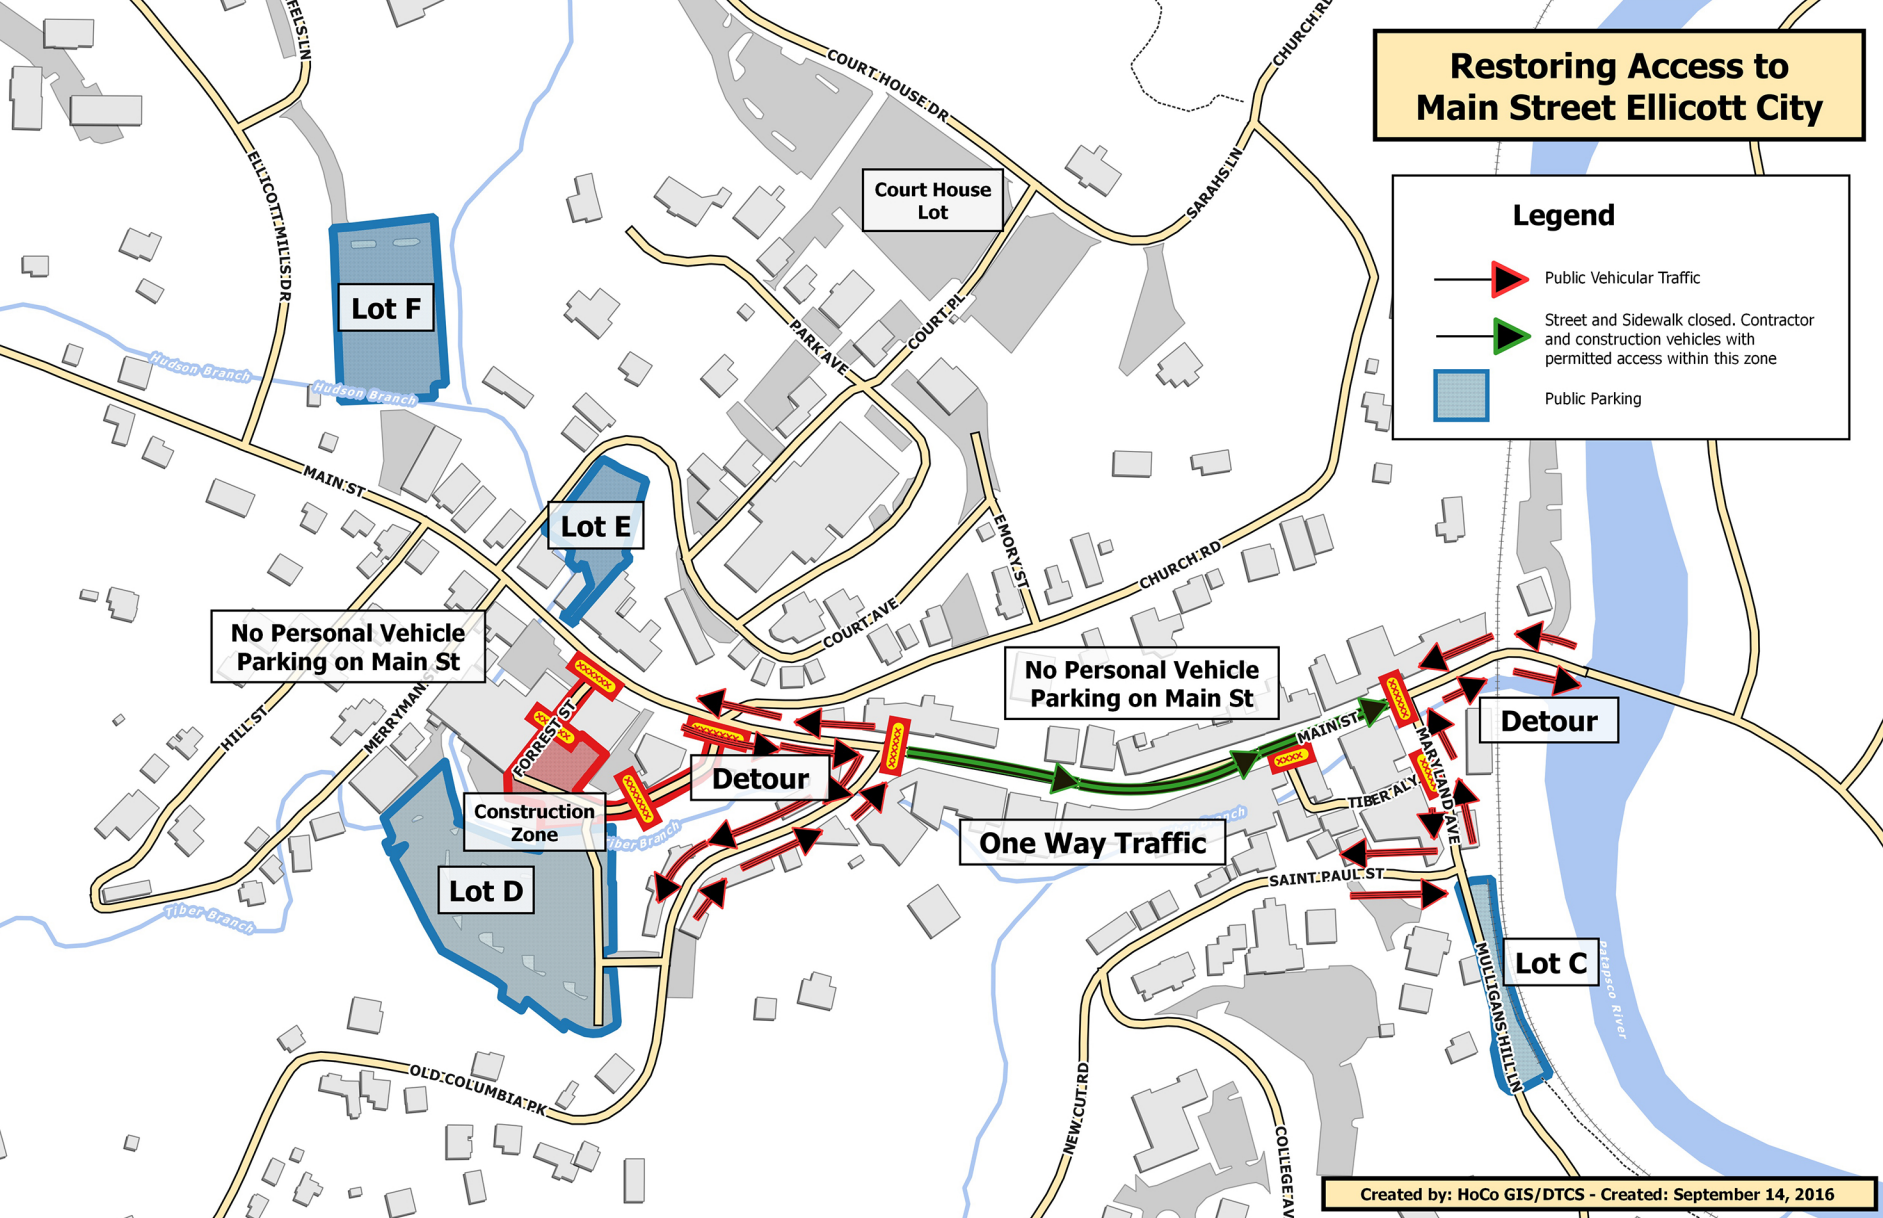 Restoring Access to
Main Street Ellicott City
Legend
Public Vehicular Traffic
Street and Sidewalk closed. Contractor
and construction vehicles with
permitted access within this zone
Public Parking
FELS LN
COURT HOUSE DR
CHURCH RD
SARAHS LN
ELLICOTT MILLS DR
Court House
Lot
Lot F
COURT PL
PARK AVE
Hudson Branch
Hudson Branch
MAIN ST
Lot E
EMORY ST
CHURCH RD
COURT AVE
No Personal Vehicle
Parking on Main St
No Personal Vehicle
Parking on Main St
HILL ST
MERRYMAN ST
FORREST ST
MAIN ST
MARYLAND AVE
Detour
Detour
TIBER ALY
Construction
Zone
Tiber Branch
Branch
One Way Traffic
SAINT PAUL ST
Lot D
Tiber Branch
Lot C
MULLIGANS HILL LN
Patapsco River
OLD COLUMBIA PK
NEW CUT RD
COLLEGE AV
Created by: HoCo GIS/DTCS - Created: September 14, 2016